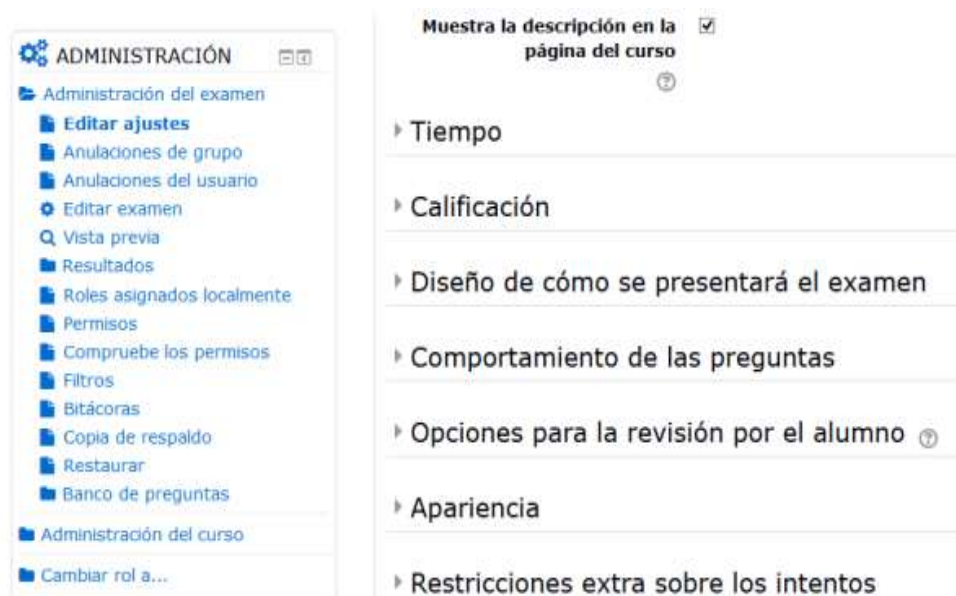 ADMINISTRACIÓN
Administración del examen
Editar ajustes
Anulaciones de grupo
Anulaciones del usuario
Editar examen
Vista previa
Resultados
Roles asignados localmente
Permisos
Compruebe los permisos
Filtros
Bitácoras
Copia de respaldo
Restaurar
Banco de preguntas
Administración del curso
Cambiar rol a...
Muestra la descripción en la
página del curso
Tiempo
Calificación
Diseño de cómo se presentará el examen
Comportamiento de las preguntas
Opciones para la revisión por el alumno
Apariencia
Restricciones extra sobre los intentos